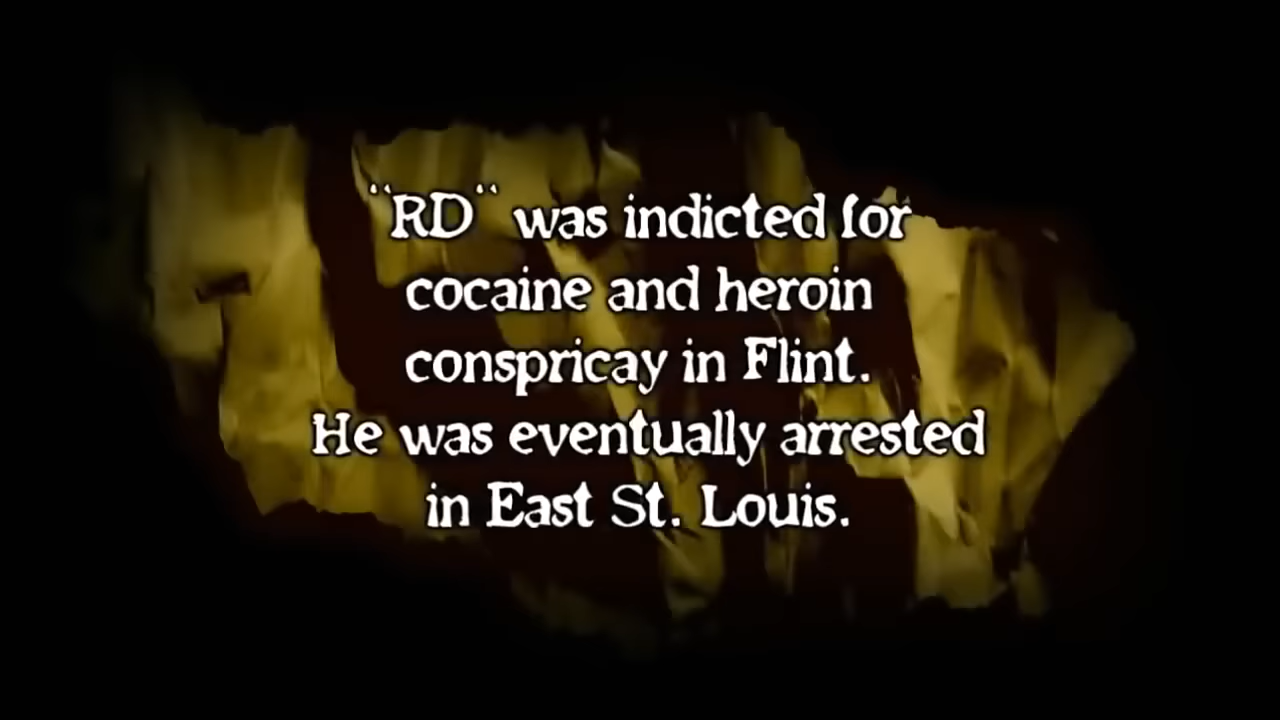 "RD" was indicted for
cocaine and heroin
conspricay in Flint.
He was eventually arrested
in East St. Louis.